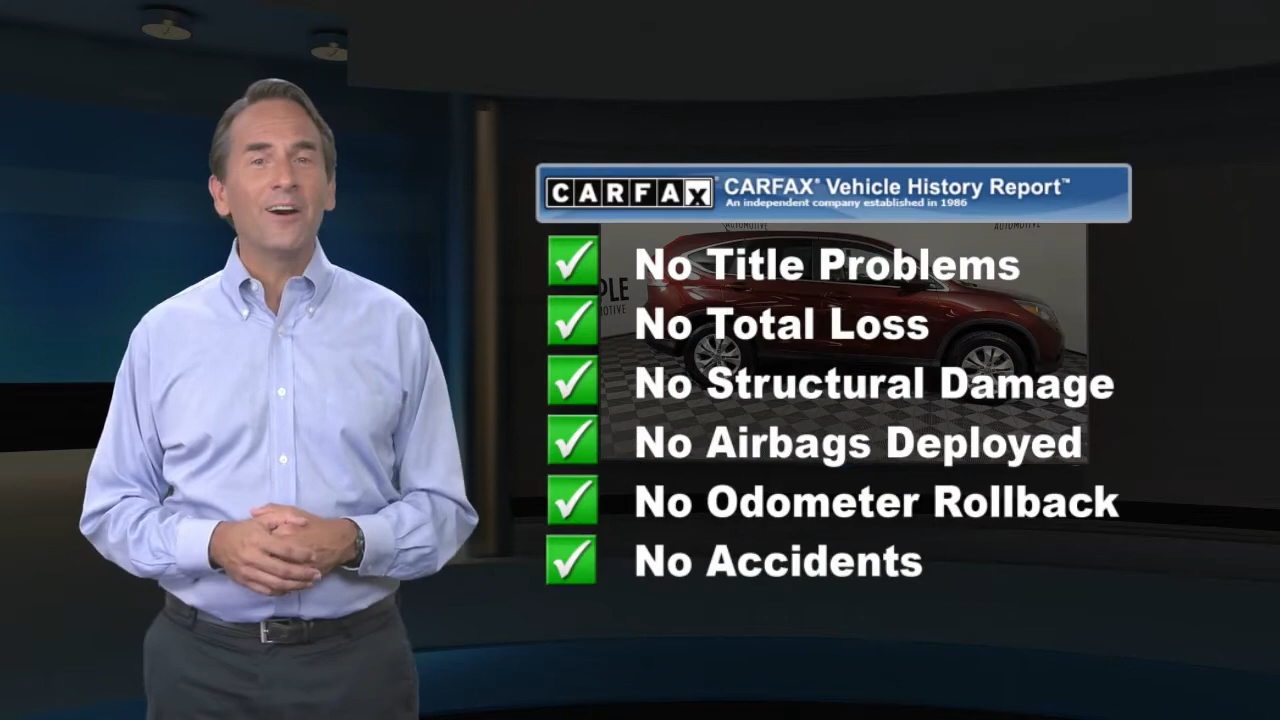 CARFAX® CARFAX® Vehicle History Report™
An independent company established in 1986
AUTOMOTIVE
No Title Problems
No Total Loss
No Structural Damage
No Airbags Deployed
No Odometer Rollback
No Accidents